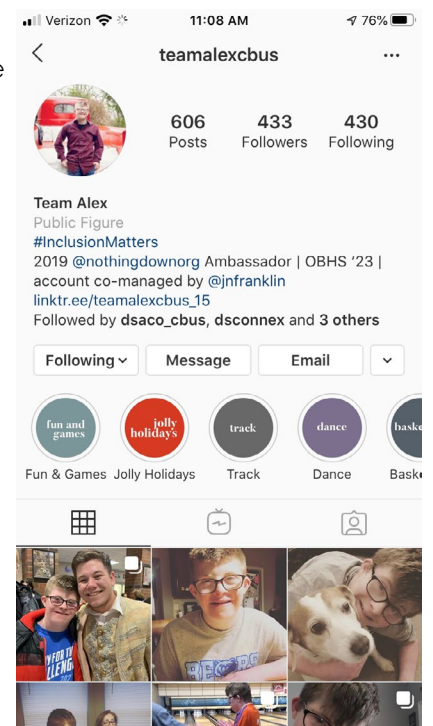 Verizon 11:08 AM 76%
teamalexcbus
606 433 430
Posts Followers Following
Team Alex
Public Figure
#InclusionMatters
2019 @nothingdownorg Ambassador | OBHS '23 |
account co-managed by @jnfranklin
linktr.ee/teamalexcbus_15
Followed by dsaco_cbus, dsconnex and 3 others
Following Message Email
fun and games
jolly holidays
track
dance
Fun & Games Jolly Holidays Track Dance